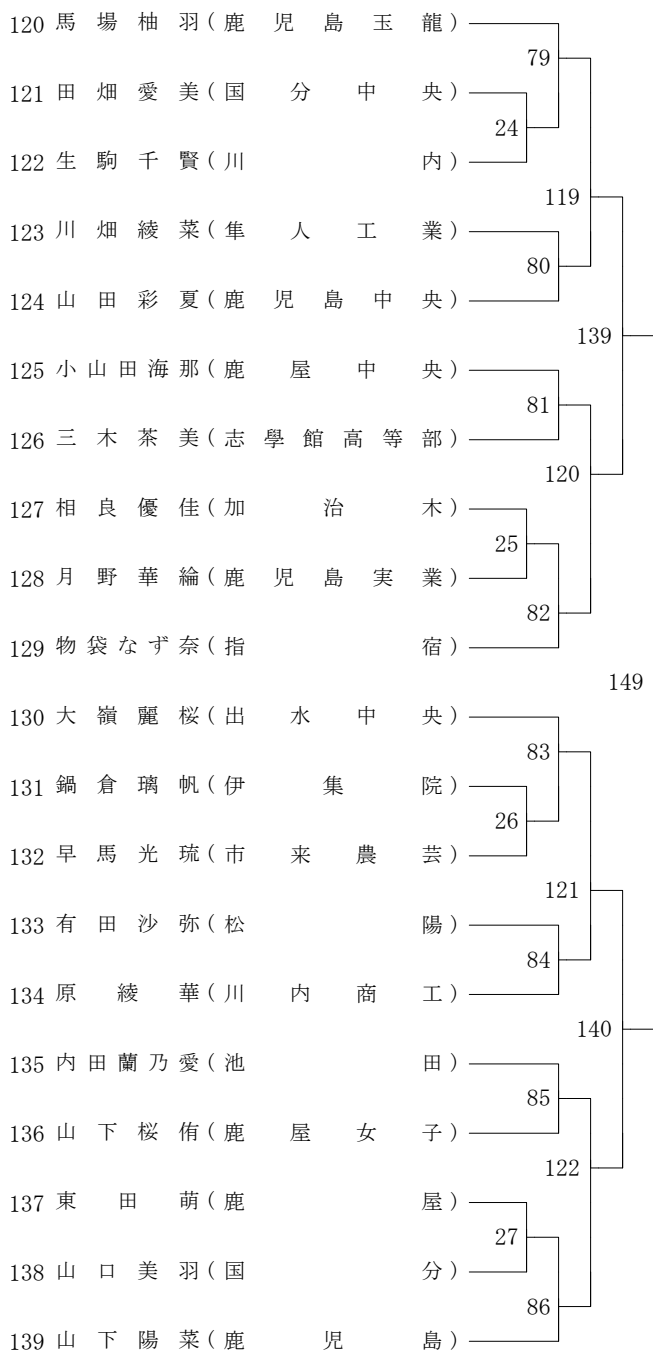 120 馬場柚羽(鹿児島玉龍)
79
121 田畑愛美(国分中央)
24
122 生駒千賢(川内)
119
123 川畑綾菜(隼人工業)
80
124 山田彩夏(鹿児島中央)
139
125 小山田海那(鹿屋中央)
81
126 三木茶美(志學館高等部)
120
127 相良優佳(加治木)
25
128 月野華綸(鹿児島実業)
82
129 物袋なず奈(指宿)
149
130 大嶺麗桜(出水中央)
83
131 鍋倉璃帆(伊集院)
26
132 早馬光琉(市来農芸)
121
133 有田沙弥(松陽)
84
134 原綾華(川内商工)
140
135 内田蘭乃愛(池田)
85
136 山下桜侑(鹿屋女子)
122
137 東田萌(鹿屋)
27
138 山口美羽(国分)
86
139 山下陽菜(鹿児島)